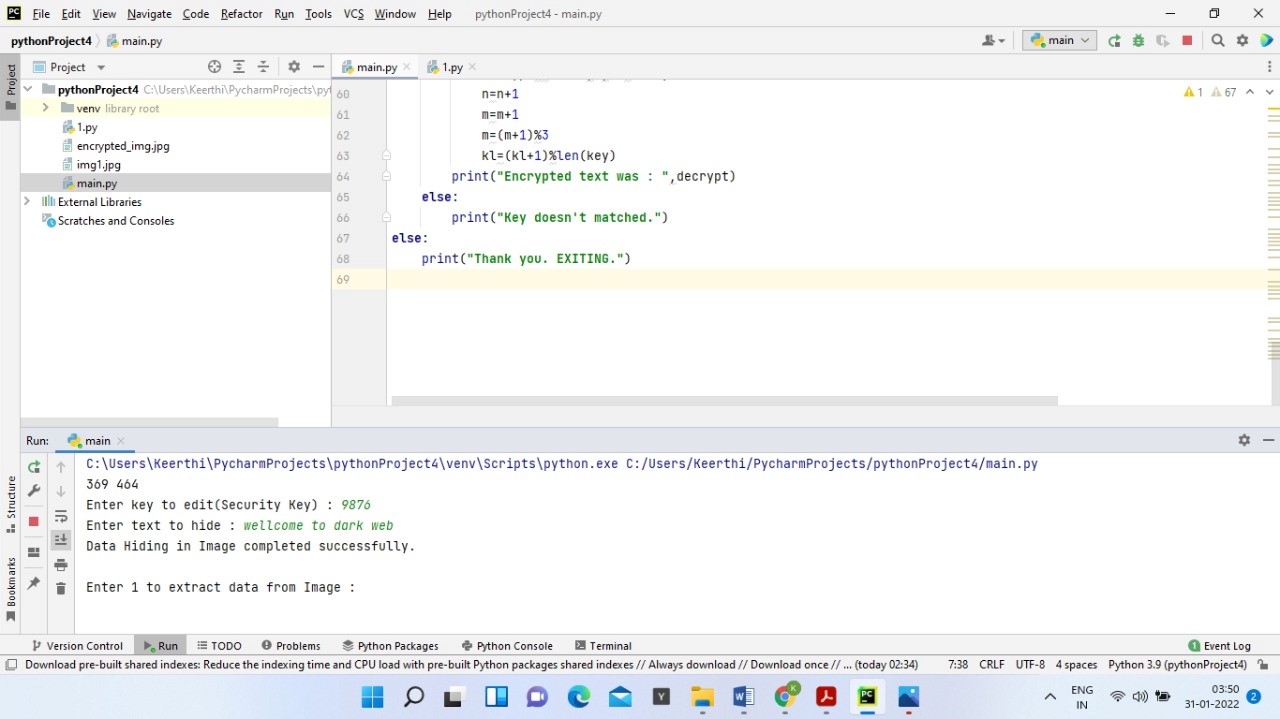 File Edit View Navigate Code Refactor Run Tools VCS Window Help pythonProject4 - main.py
pythonProject4 main.py main
Project
Project
main.py 1.py
pythonProject4 C:\Users\Keerthi\PycharmProjects\pyt
venv library root
1.py
encrypted_img.jpg
img1.jpg
main.py
External Libraries
Scratches and Consoles
1 67
60 n=n+1
61 m=m+1
62 m=(m+1)%3
63 kl=(kl+1)%len(key)
64 print("Encrypted text was : ",decrypt)
65 else:
66 print("Key doesn't matched.")
67 else:
68 print("Thank you. EXITING.")
69
Run: main
C:\Users\Keerthi\PycharmProjects\pythonProject4\venv\Scripts\python.exe C:/Users/Keerthi/PycharmProjects/pythonProject4/main.py
369 464
Enter key to edit(Security Key) : 9876
Enter text to hide : wellcome to dark web
Data Hiding in Image completed successfully.
Enter 1 to extract data from Image :
Structure
Bookmarks
Version Control Run TODO Problems Python Packages Python Console Terminal 1 Event Log
Download pre-built shared indexes: Reduce the indexing time and CPU load with pre-built Python packages shared indexes // Always download // Download once // ... (today 02:34) 7:38 CRLF UTF-8 4 spaces Python 3.9 (pythonProject4)
ENG
IN
03:50
31-01-2022
2